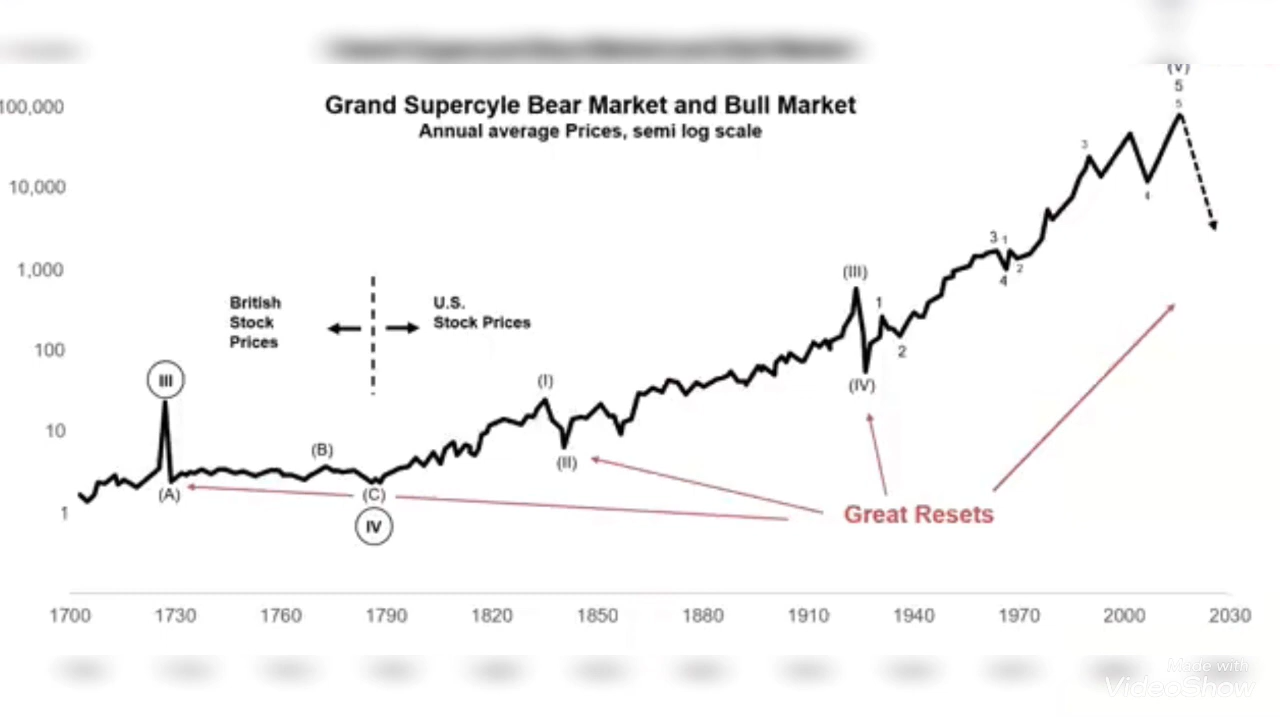 (V)
5
5
Grand Supercyle Bear Market and Bull Market
Annual average Prices, semi log scale
100,000
10,000
1,000
100
10
1
3
4
3 1
2
4
(III)
1
2
(IV)
British
Stock
Prices
U.S.
Stock Prices
III
(I)
(B)
(II)
(A)
(C)
IV
Great Resets
1700 1730 1760 1790 1820 1850 1880 1910 1940 1970 2000 2030
Made with
VideoShow